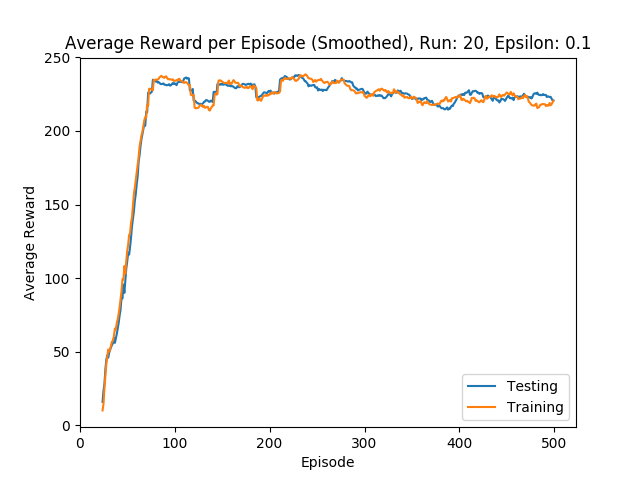 Average Reward per Episode (Smoothed), Run: 20, Epsilon: 0.1
250
200
150
100
50
0
Average Reward
0 100 200 300 400 500
Episode
Testing
Training